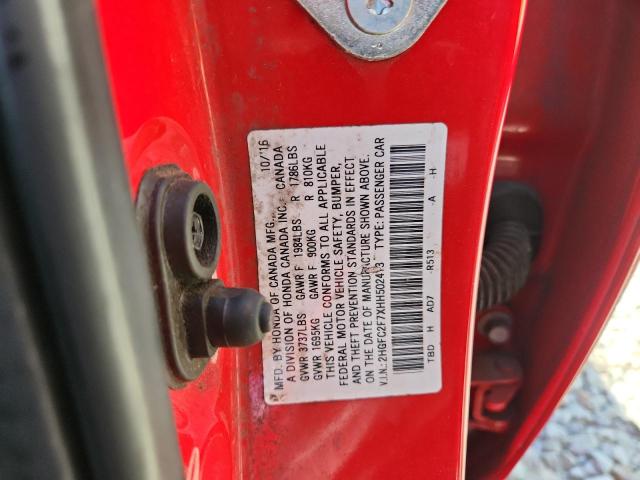 MFD. BY HONDA OF CANADA MFG. 10/16
A DIVISION OF HONDA CANADA INC. CANADA
GVWR 3737LBS GAWR F 1984LBS R 1786LBS
GVWR 1695KG GAWR F 900KG R 810KG
THIS VEHICLE CONFORMS TO ALL APPLICABLE
FEDERAL MOTOR VEHICLE SAFETY, BUMPER,
AND THEFT PREVENTION STANDARDS IN EFFECT
ON THE DATE OF MANUFACTURE SHOWN ABOVE.
V.I.N.: 2HGFC2F7XHH502413 TYPE: PASSENGER CAR
TBD H AD7 -R513 -A -H